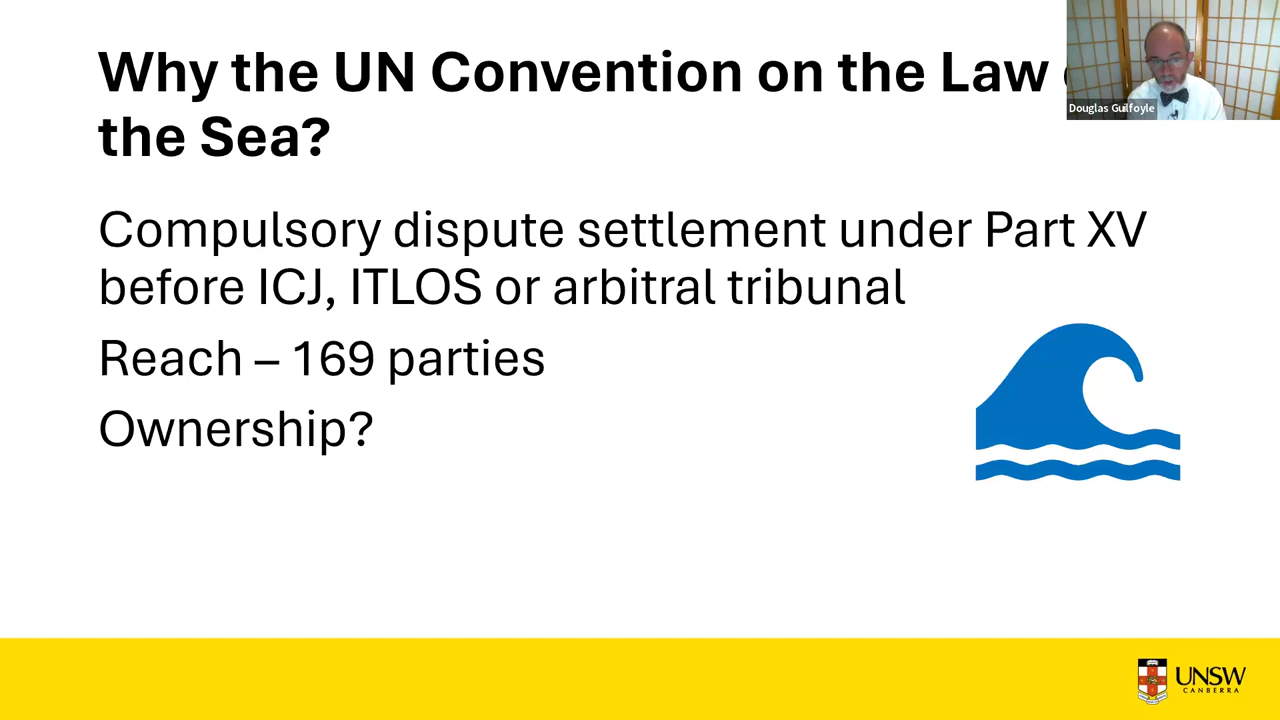 Why the UN Convention on the Law
the Sea?
Douglas Guilfoyle
Compulsory dispute settlement under Part XV
before ICJ, ITLOS or arbitral tribunal
Reach – 169 parties
Ownership?
UNSW
CANBERRA